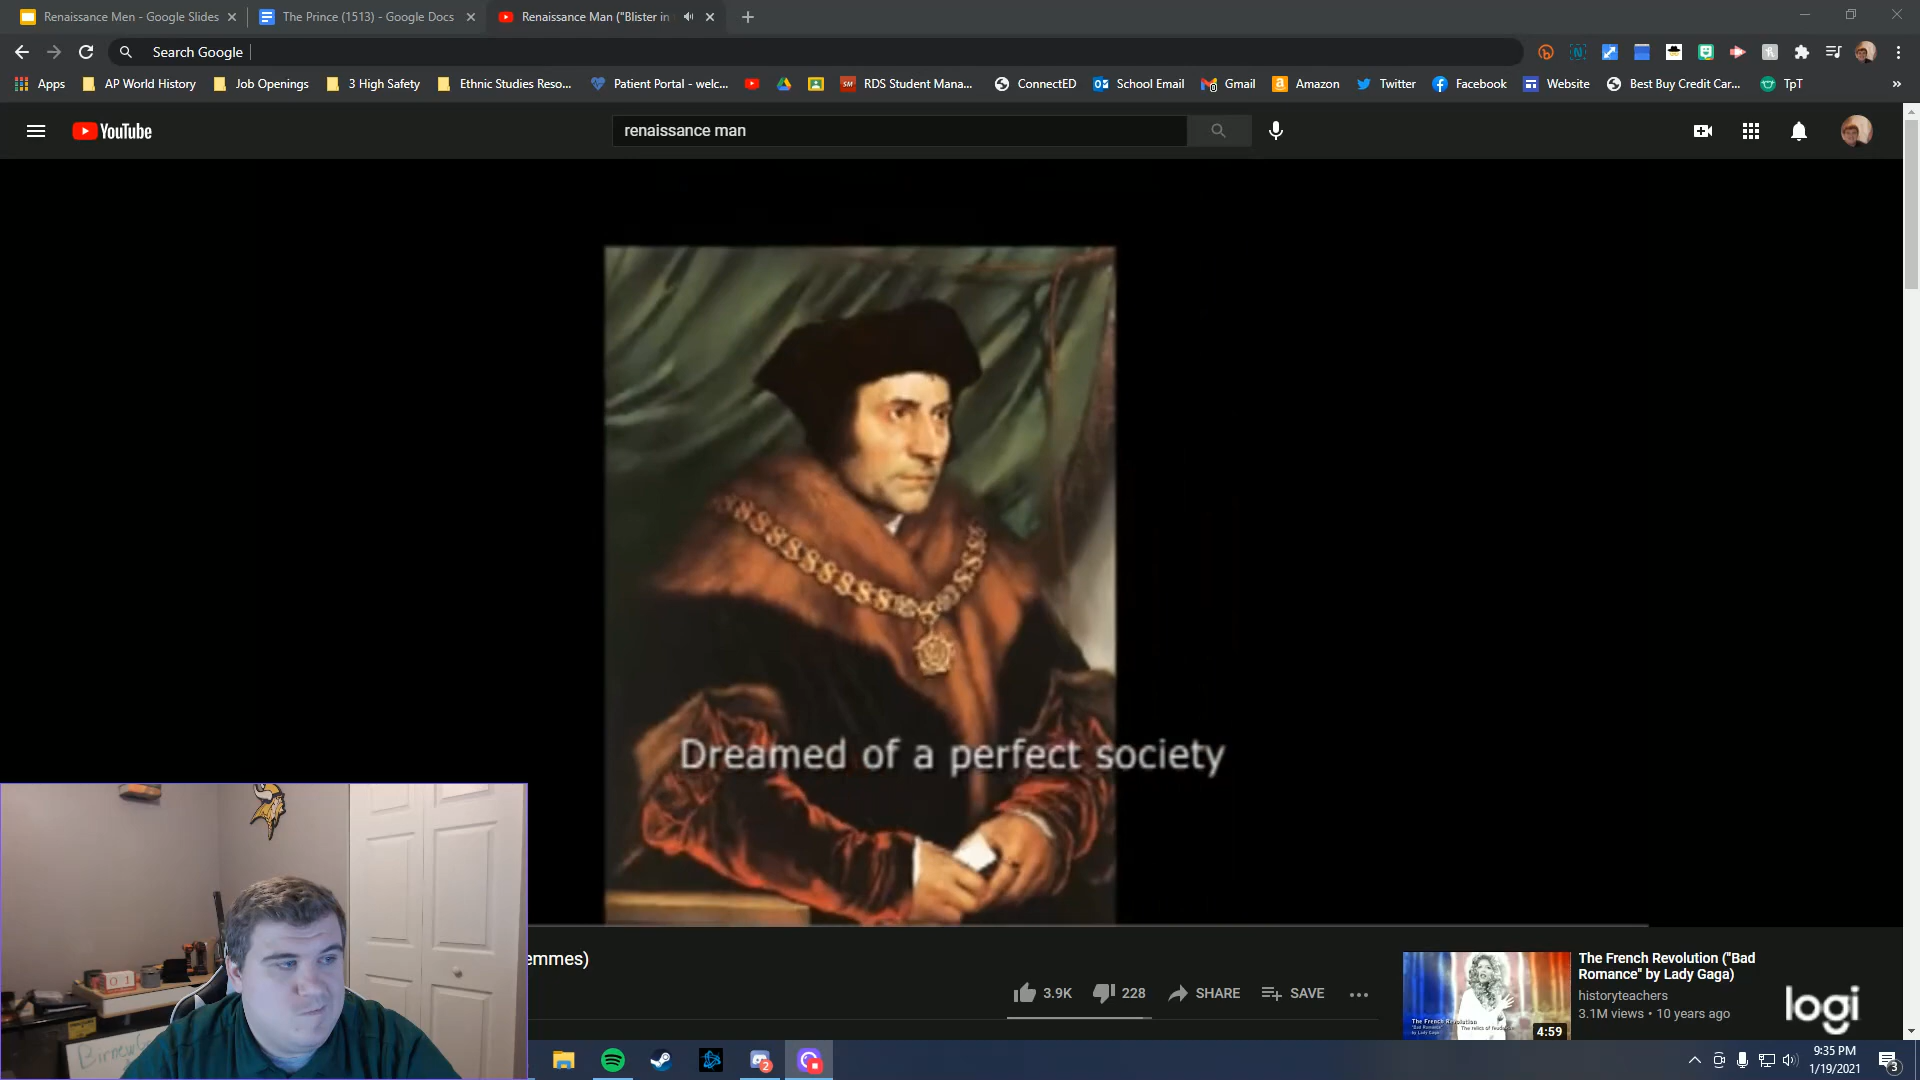 Renaissance Men - Google Slides
The Prince (1513) - Google Docs
Renaissance Man ("Blister in
Search Google
Apps
AP World History
Job Openings
3 High Safety
Ethnic Studies Reso...
Patient Portal - welc...
RDS Student Mana...
ConnectED
School Email
Gmail
Amazon
Twitter
Facebook
Website
Best Buy Credit Car...
TpT
»
YouTube
renaissance man
Dreamed of a perfect society
emmes)
3.9K
228
SHARE
SAVE
The French Revolution ("Bad
Romance" by Lady Gaga)
historyteachers
3.1M views • 10 years ago
4:59
logi
2
9:35 PM
1/19/2021
3